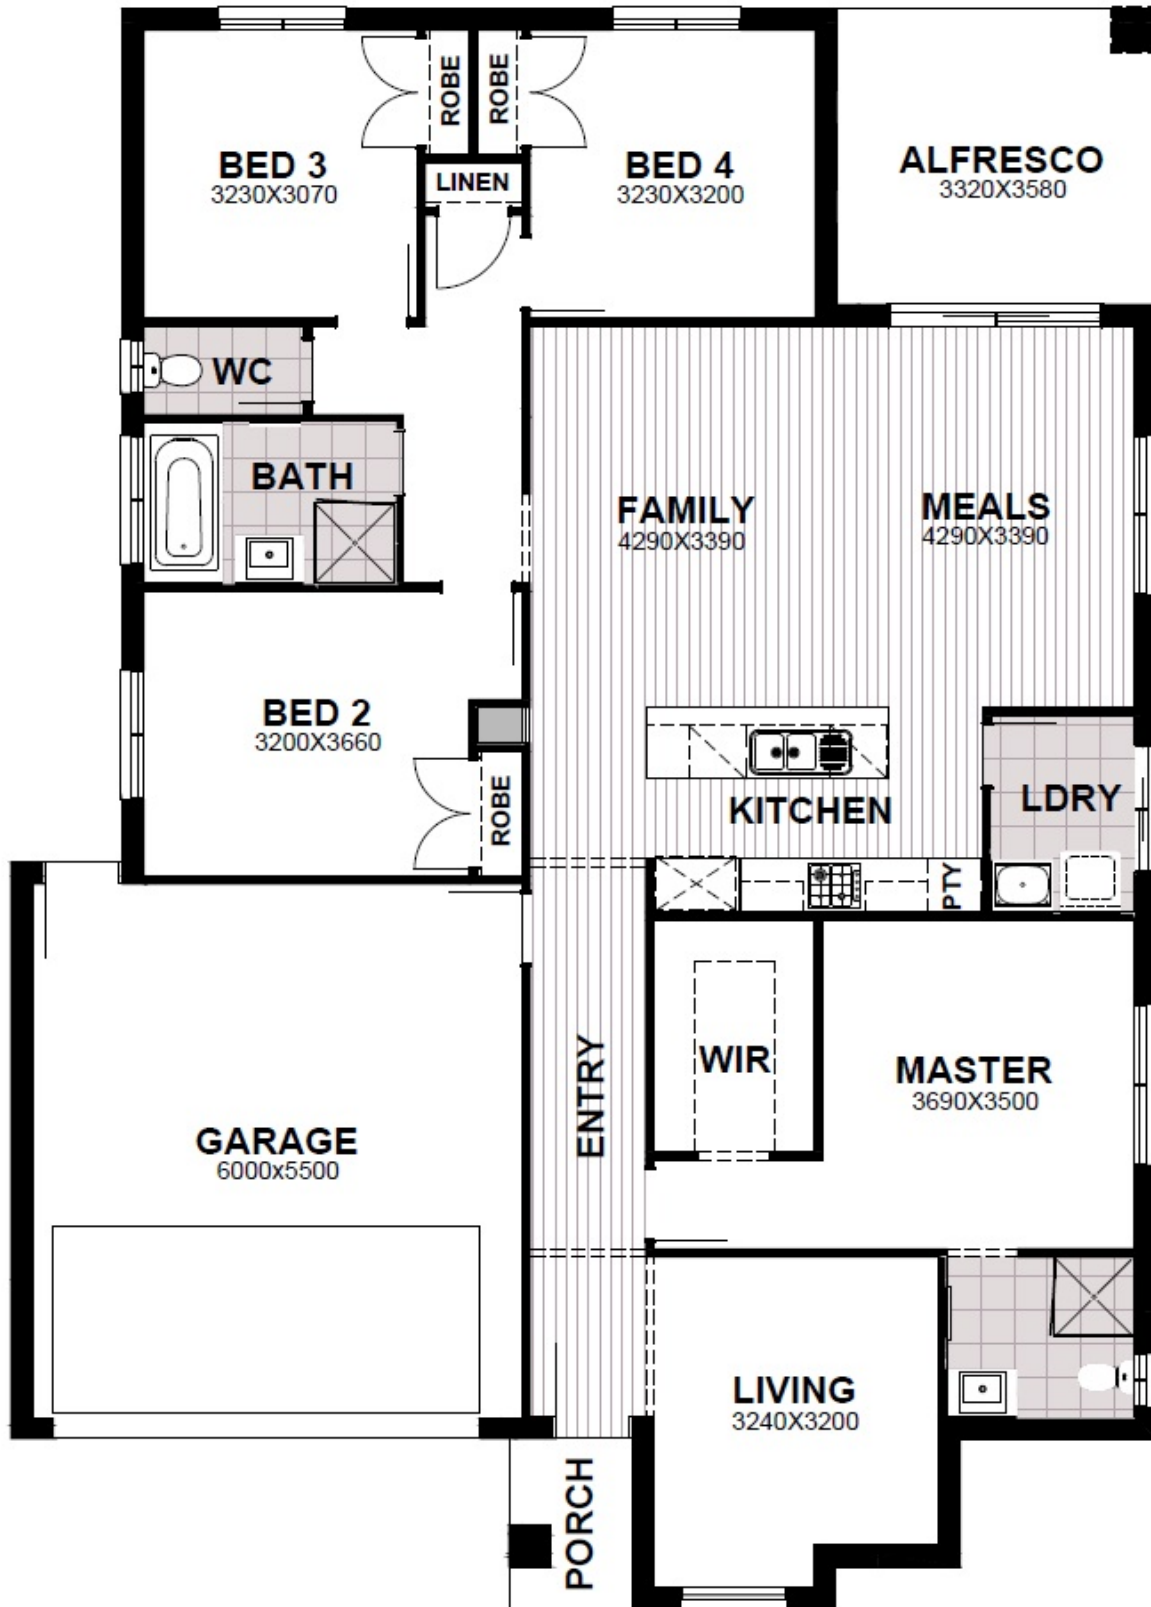 ROBE
ROBE
BED 3
3230X3070
BED 4
3230X3200
ALFRESCO
3320X3580
LINEN
WC
BATH
FAMILY
4290X3390
MEALS
4290X3390
BED 2
3200X3660
ROBE
KITCHEN
LDRY
PTY
WIR
MASTER
3690X3500
ENTRY
GARAGE
6000x5500
LIVING
3240X3200
PORCH